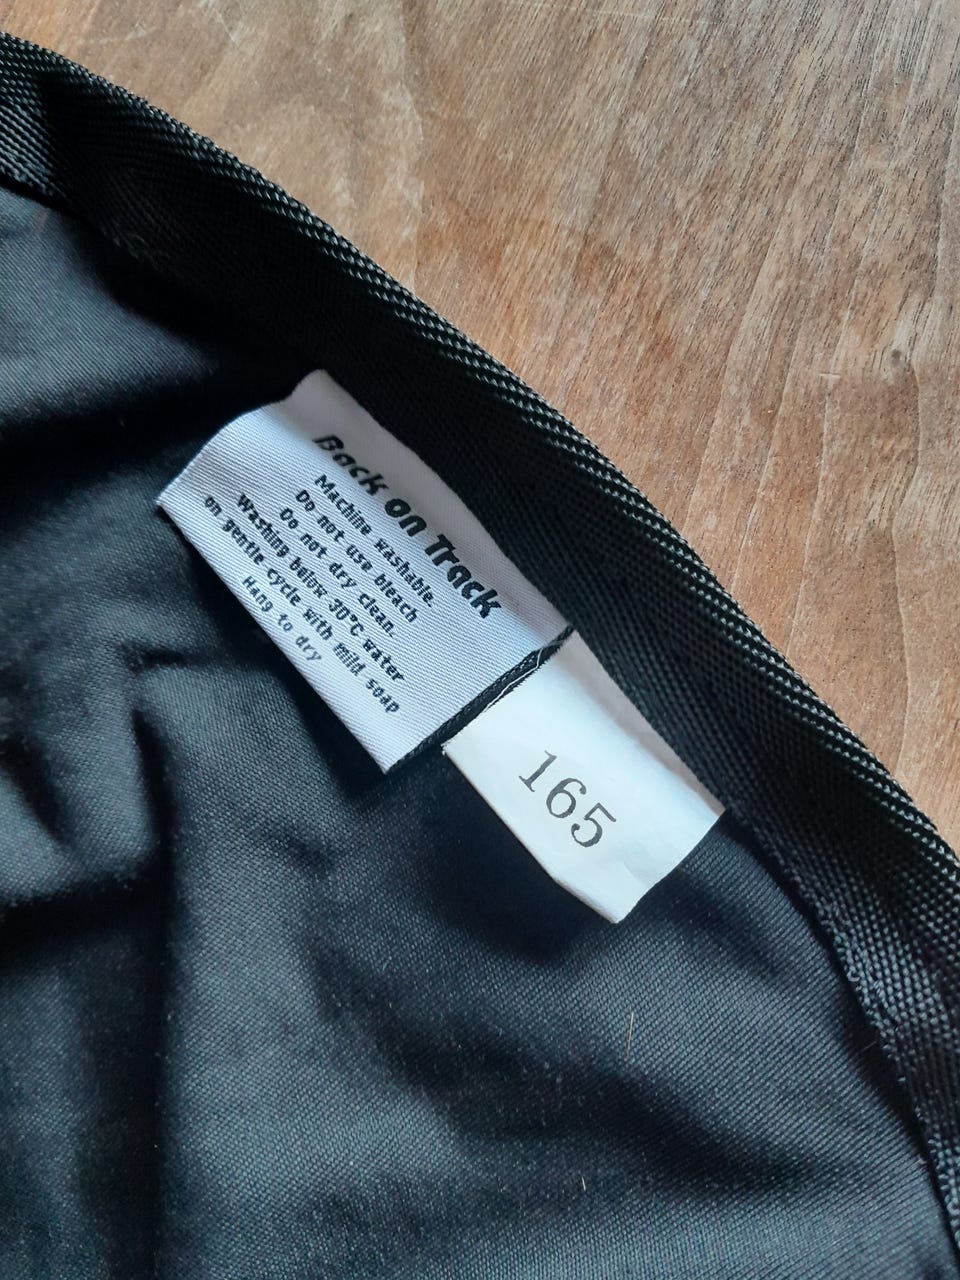 Back on Track
Machine washable.
Do not use bleach
Do not dry clean.
Washing below 30°C water
on gentle cycle with mild soap
Hang to dry
165